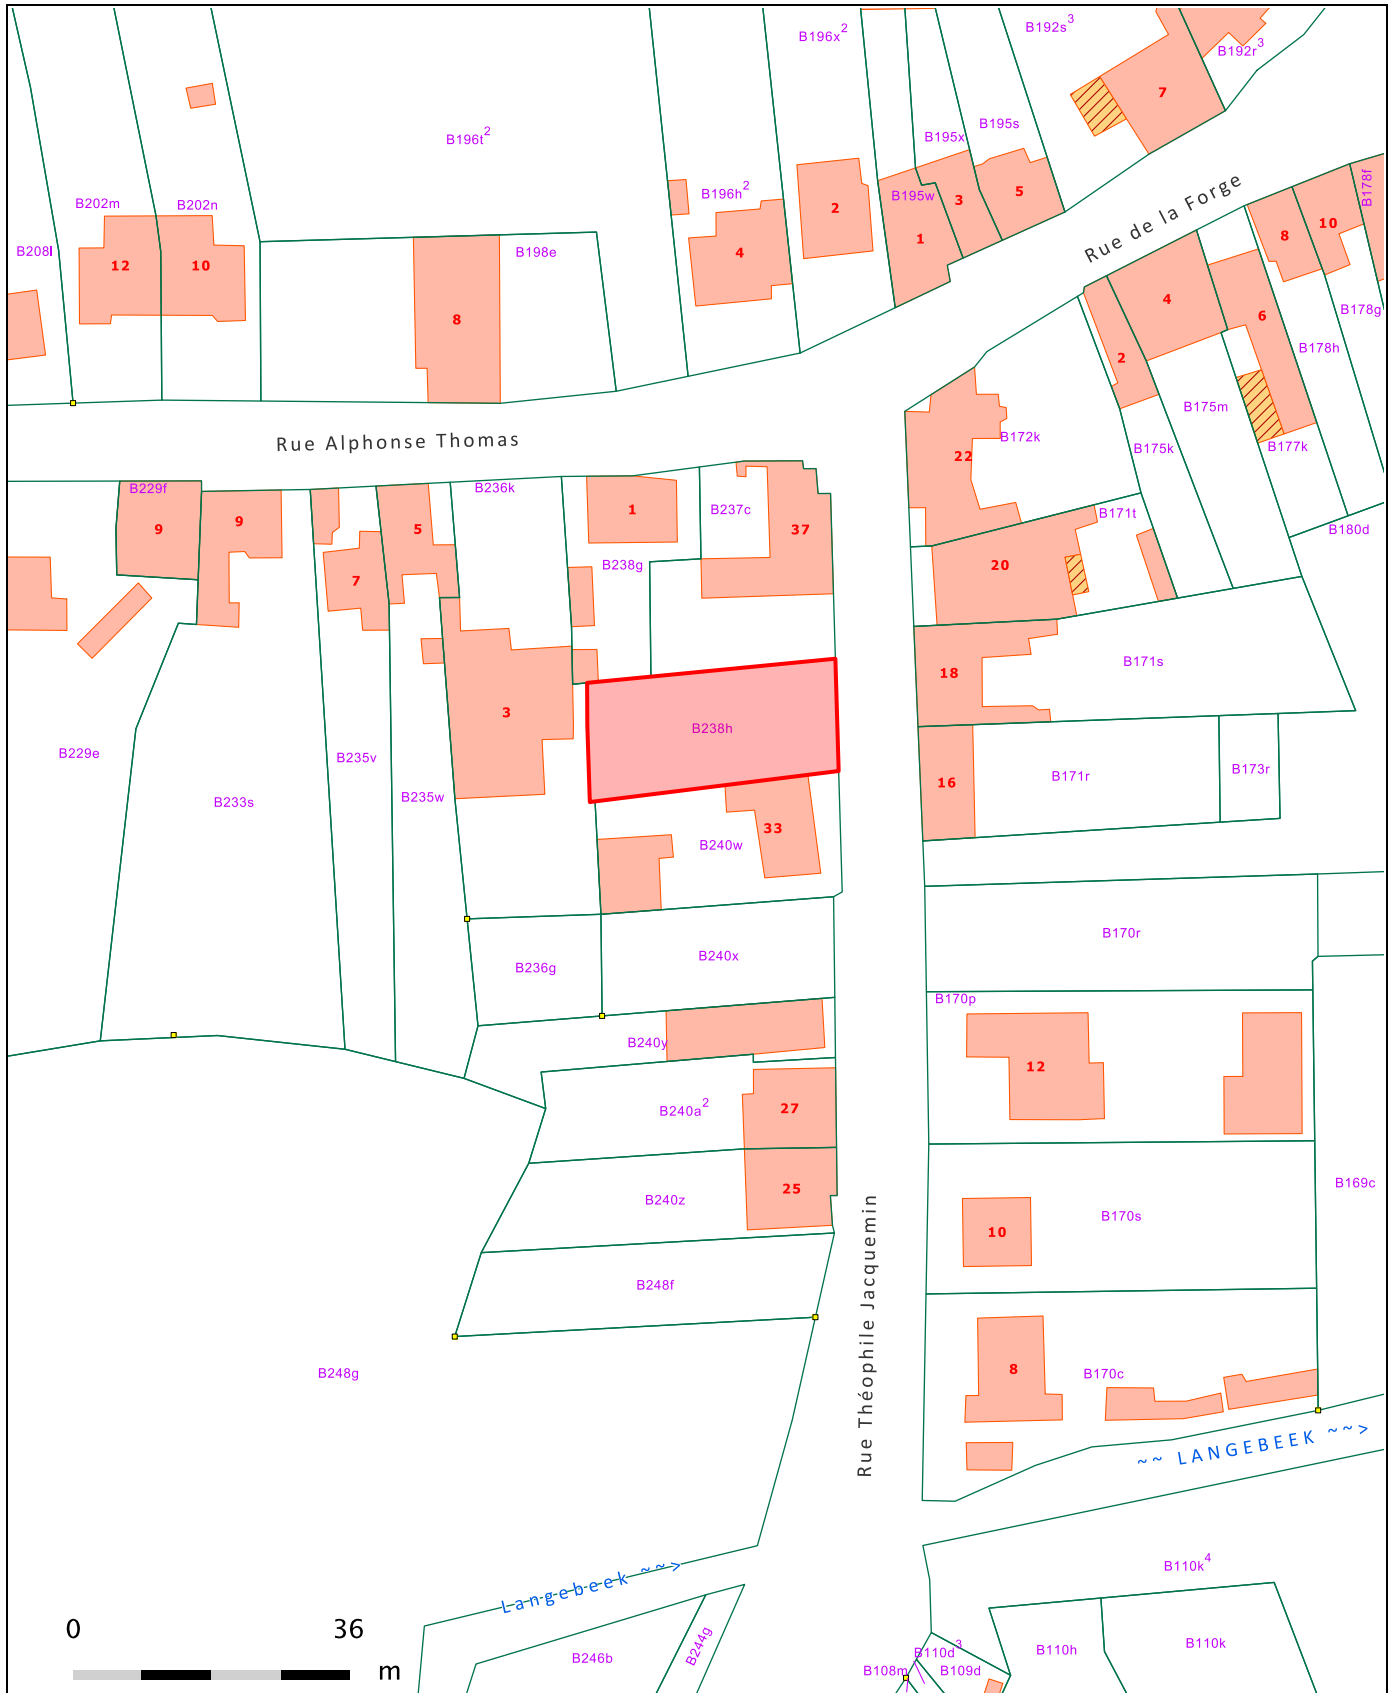 B196x²
B192s³
B192r³
7
B196t²
B195x
B195s
B202m
B202n
B196h²
B195w
2
3
5
Rue de la Forge
B178f
B208l
12
10
B198e
4
1
8
10
8
4
6
B178g
2
B178h
Rue Alphonse Thomas
B175m
B172k
22
B175k
B177k
B229f
B236k
B237c
B171t
B180d
9
9
5
1
37
7
B238g
20
B171s
18
3
B238h
B229e
B235v
B235w
B233s
B171r
B173r
16
33
B240w
B170r
B236g
B240x
B170p
B240y
12
B240a²
27
B240z
25
B169c
B170s
10
Rue Théophile Jacquemin
B248f
B248g
8
B170c
~~ LANGEBEEK ~~>
Langebeek ~~>
B110k⁴
0 36
m
B246b
B244g
B110d³
B108m
B109d
B110h
B110k